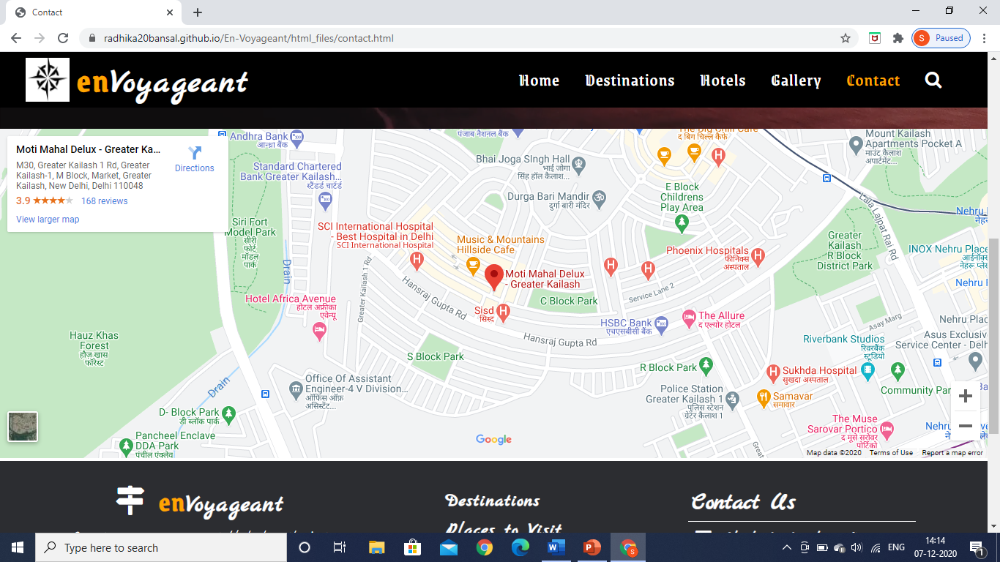 Contact
radhika20bansal.github.io/En-Voyageant/html_files/contact.html
S Paused
enVoyageant
Home
Destinations
Hotels
Gallery
Contact
Moti Mahal Delux - Greater Ka...
M30, Greater Kailash 1 Rd, Greater
Kailash-1, M Block, Market, Greater
Kailash, New Delhi, Delhi 110048
3.9
168 reviews
View larger map
Directions
Andhra Bank
आन्ध्रा बैंक
Standard Chartered
Bank Greater Kailash...
स्टैंडर्ड चार्टर्ड
पंजाब नैशनल बैंक
The Big Chill Cafe
द बिग चिल्ल कैफे
Mount Kailash
Apartments Pocket A
माउंट कैलाश
अपार्टमेंट...
Bhai Joga SIngh Hall
भाई जोगा
सिंह हॉल कैलाश...
Durga Bari Mandir
दुर्गा बारी मंदिर
E Block
Childrens
Play Area
Lala Lajpat Rai Rd
Nehru
Siri Fort
Model Park
सीरी
फोर्ट
मॉडल
पार्क
SCI International Hospital
- Best Hospital in Delhi
SCI International Hospital
Music & Mountains
Hillside Cafe
Moti Mahal Delux
- Greater Kailash
Phoenix Hospitals
फीनिक्स
अस्पताल
Greater
Kailash
R Block
District Park
INOX Nehru Place
Nehru
Drain
Greater Kailash 1 Rd
Hansraj Gupta Rd
Service Lane 2
C Block Park
Hotel Africa Avenue
होटल अफ्रीका
एवेन्यू
Sisd
सिस्द
HSBC Bank
एचएसबीसी बैंक
The Allure
द एल्योर होटल
Asay Marg
Nehru Plac
Hauz Khas
Forest
हौज़ खास
फॉरेस्ट
Hansraj Gupta Rd
Riverbank Studios
रिवरबैंक
स्टूडियो
Asus Exclusiv
Service Center - Delh
S Block Park
R Block Park
Sukhda Hospital
सुखदा अस्पताल
Community Par
Drain
Office Of Assistant
Engineer-4 V Division...
ऑफिस ऑफ़
असिस्टेंट...
Police Station
Greater Kailash 1
पुलिस स्टेशन
ग्रेटर कैलाश 1
Samavar
समावार
D- Block Park
डी ब्लॉक पार्क
The Muse
Sarovar Portico
द मूसे सरोवर
पोर्टिको
Nehru
Pancheel Enclave
DDA Park
पंचील एंक्लेव
Great
Google
Map data ©2020 Terms of Use Report a map error
enVoyageant
Destinations
Places to Visit
Contact Us
Type here to search
ENG
14:14
07-12-2020
1